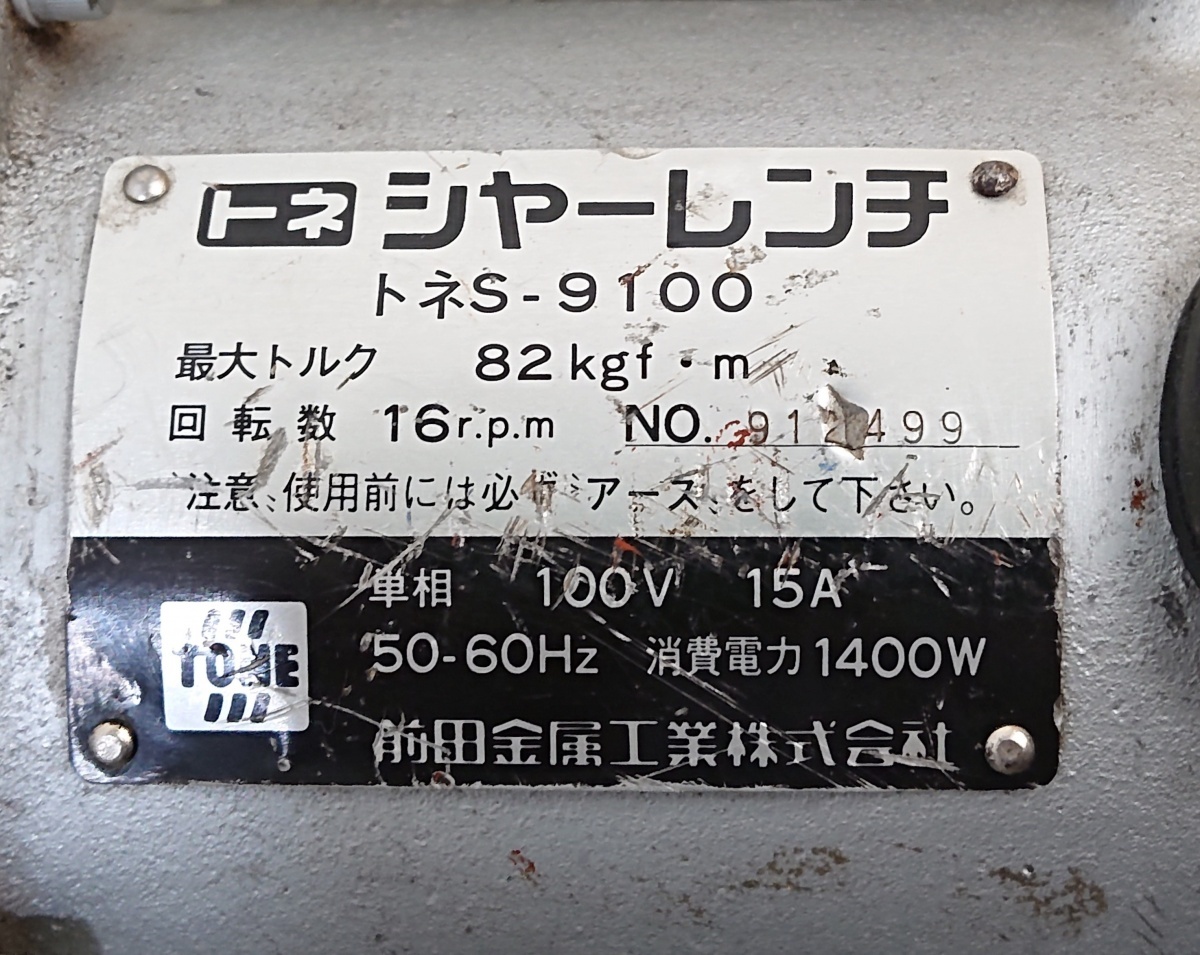 トネ シャーレンチ
トネS-9100
最大トルク 82kgf・m
回転数 16r.p.m NO. 912499
注意、使用前には必ず゛アース〟をして下さい。
単相 100V 15A
TONE
50-60Hz 消費電力1400W
前田金属工業株式会社